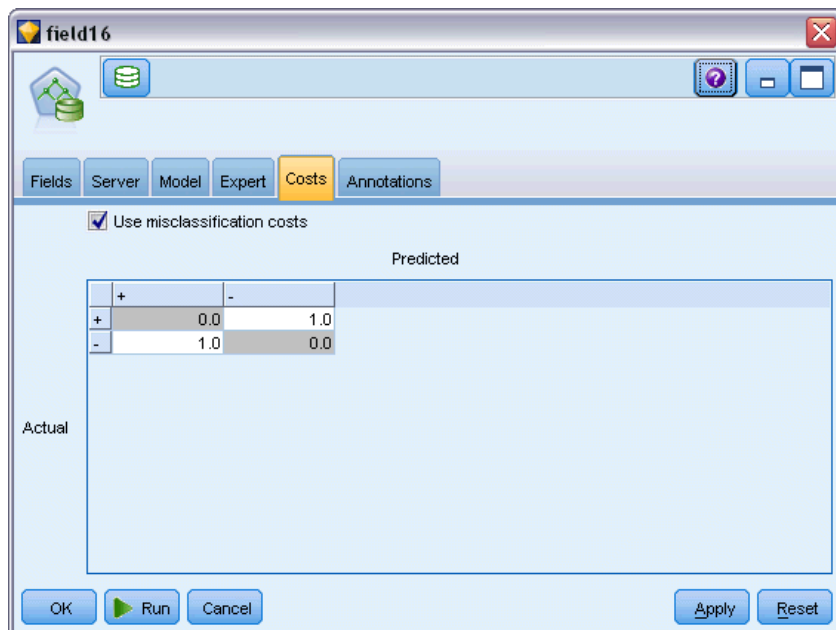 field16
?
Fields Server Model Expert Costs Annotations
Use misclassification costs
Predicted
+ -
+ 0.0 1.0
- 1.0 0.0
Actual
OK Run Cancel Apply Reset